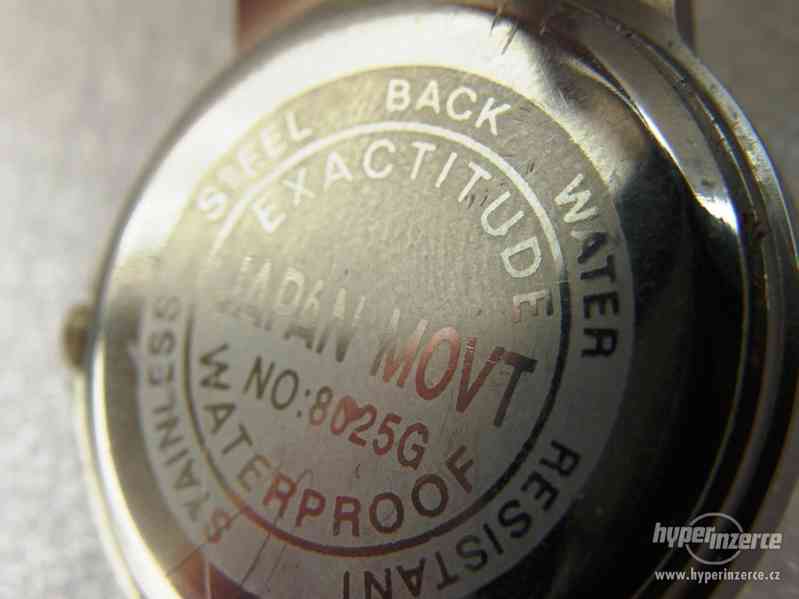 STAINLESS STEEL BACK WATER RESISTANT
EXACTITUDE
JAPAN MOVT
NO:8025G
WATERPROOF
hyperinzerce
www.hyperinzerce.cz